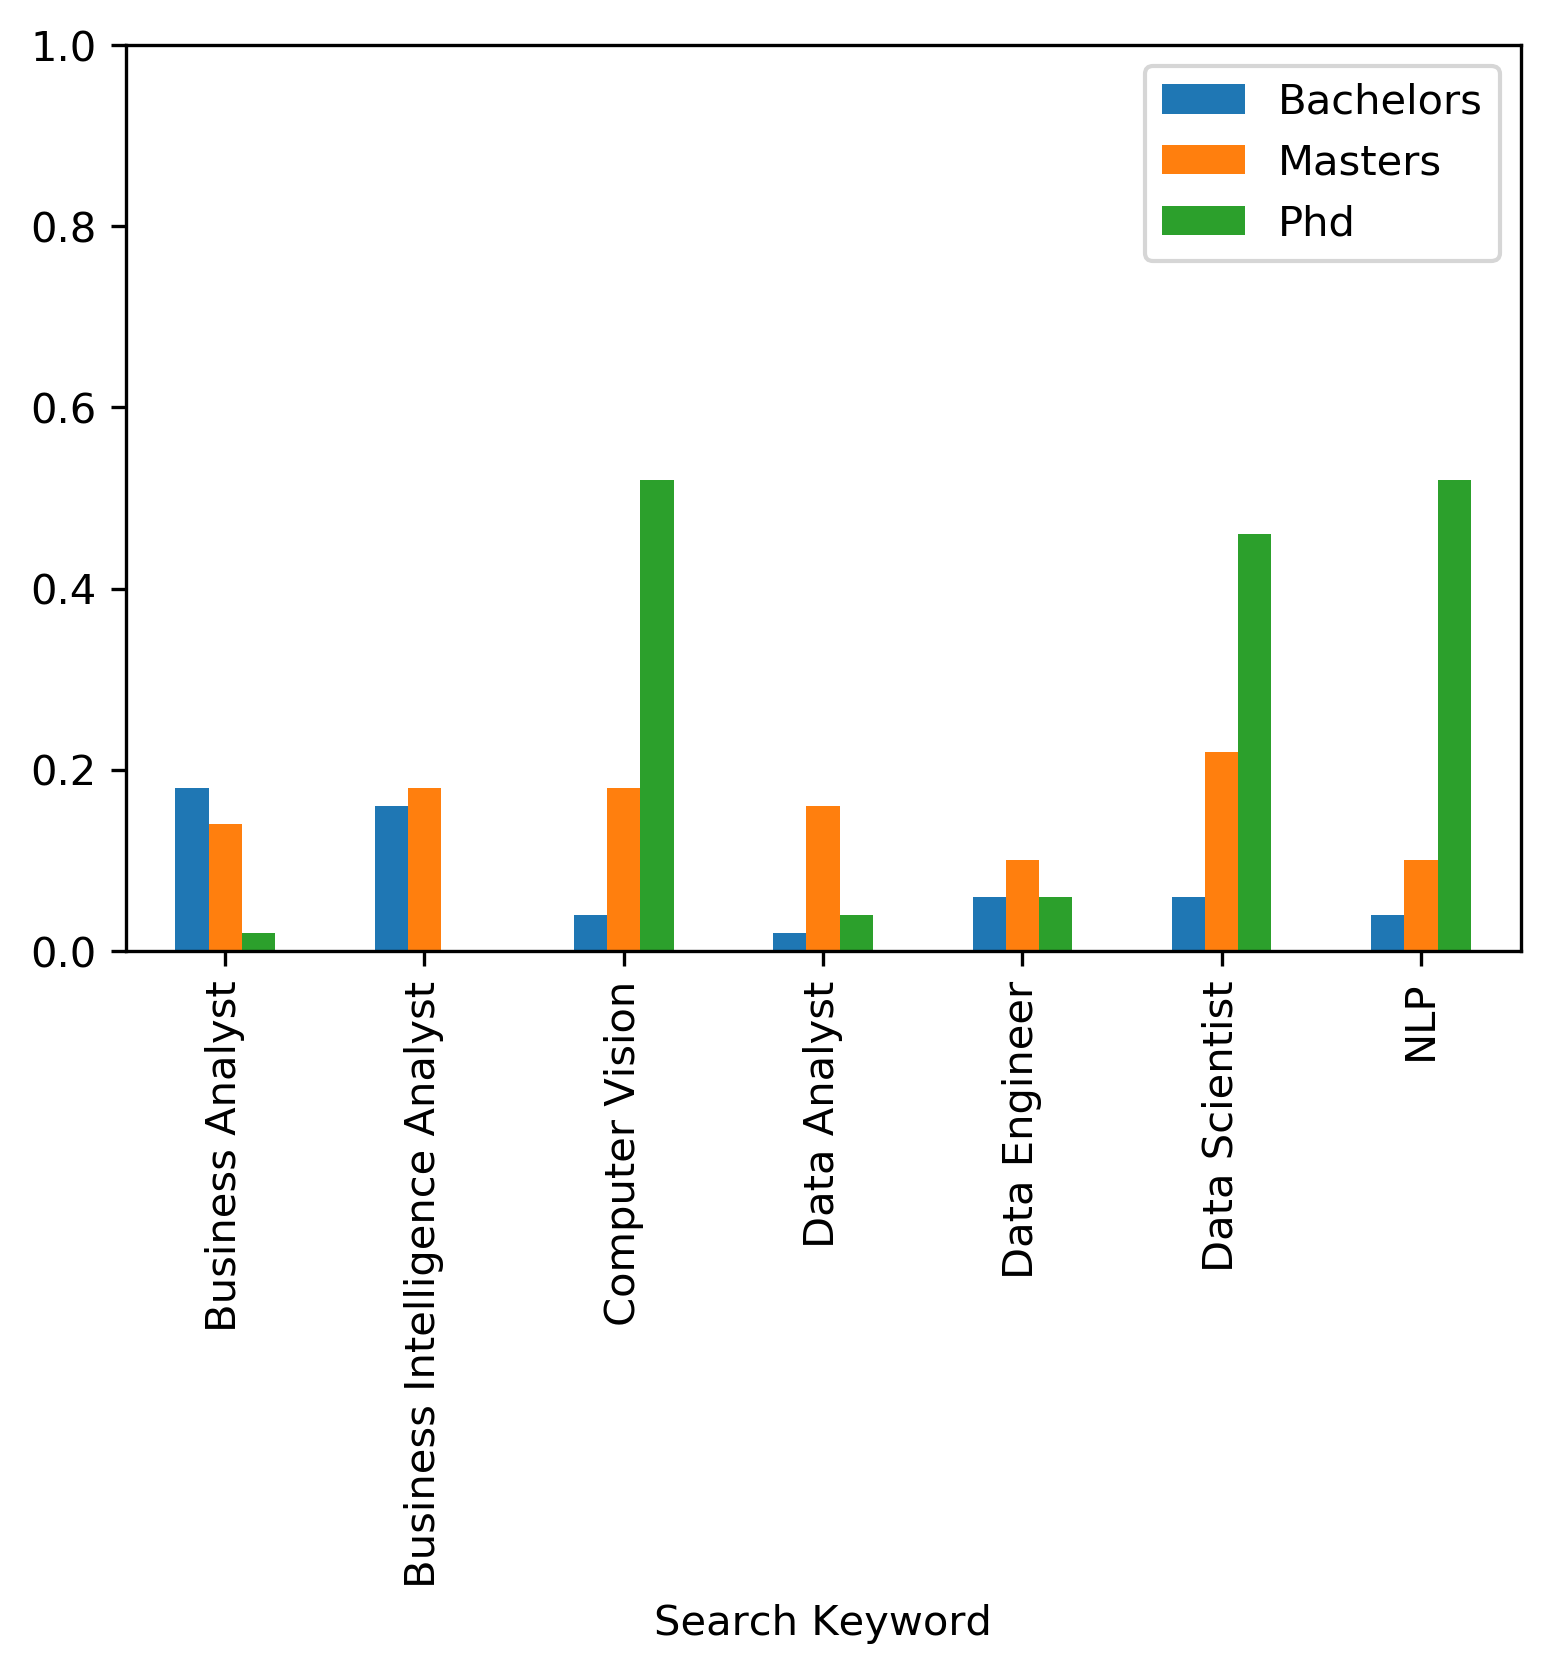 1.0
0.8
0.6
0.4
0.2
0.0
Bachelors
Masters
Phd
Business Analyst
Business Intelligence Analyst
Computer Vision
Data Analyst
Data Engineer
Data Scientist
NLP
Search Keyword